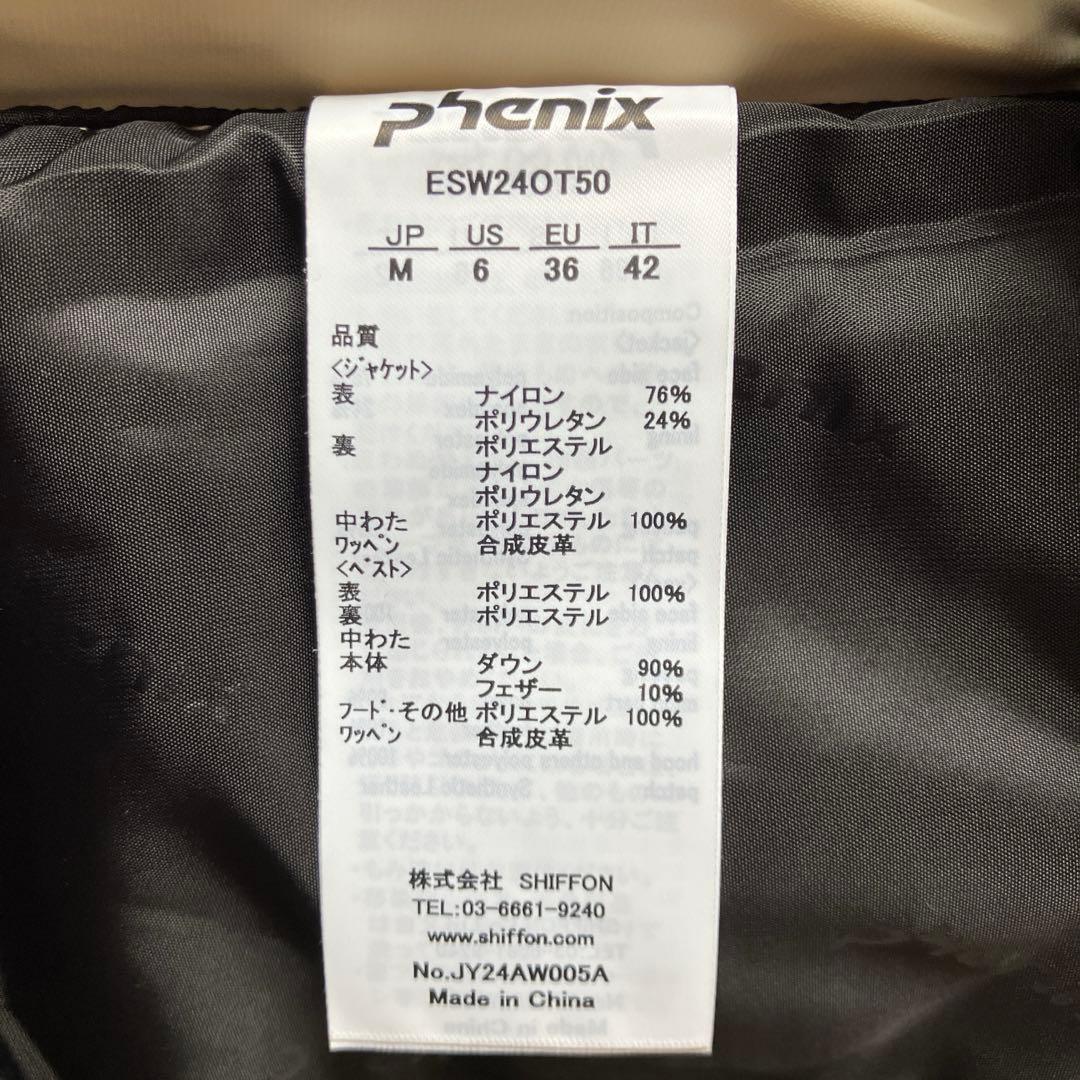 phenix
ESW24OT50
JP US EU IT
M 6 36 42
品質
<ジャケット>
表 ナイロン 76%
ポリウレタン 24%
裏 ポリエステル
ナイロン
ポリウレタン
中わた ポリエステル 100%
ワッペン 合成皮革
<ベスト>
表 ポリエステル 100%
裏 ポリエステル
中わた
本体 ダウン 90%
フェザー 10%
フード・その他 ポリエステル 100%
ワッペン 合成皮革
株式会社 SHIFFON
TEL:03-6661-9240
www.shiffon.com
No.JY24AW005A
Made in China